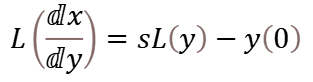 L(ⅆx/ⅆy) = sL(y) − y(0)